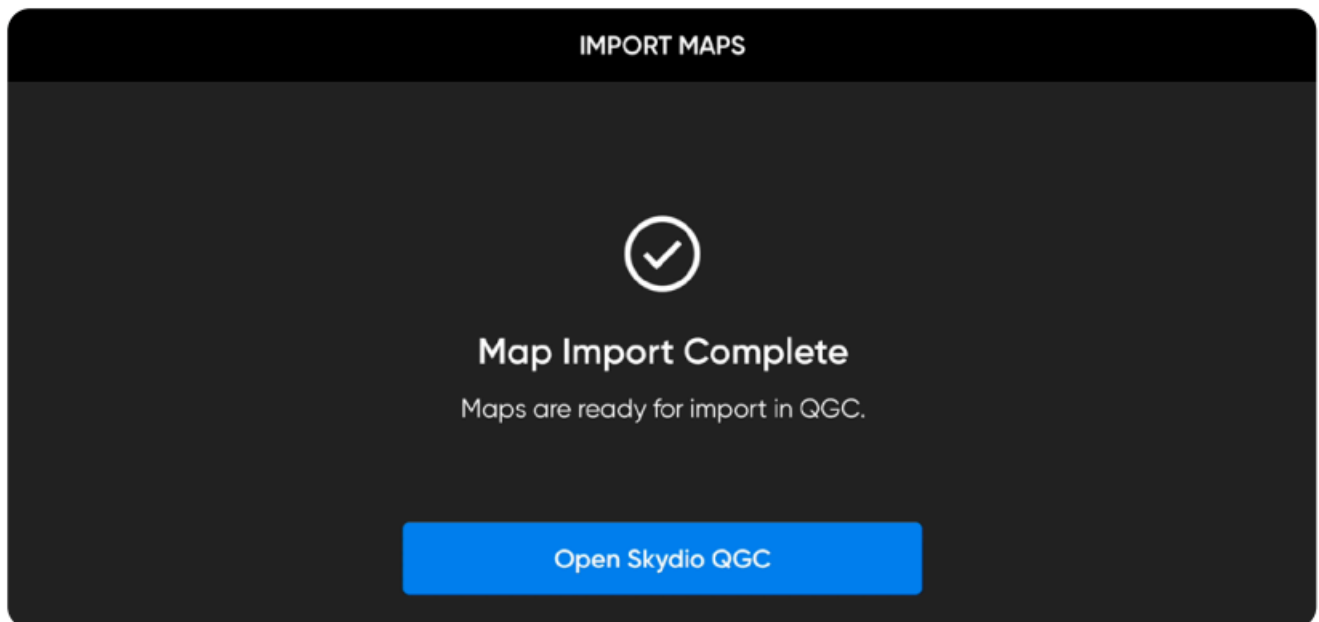 IMPORT MAPS
Map Import Complete
Maps are ready for import in QGC.
Open Skydio QGC